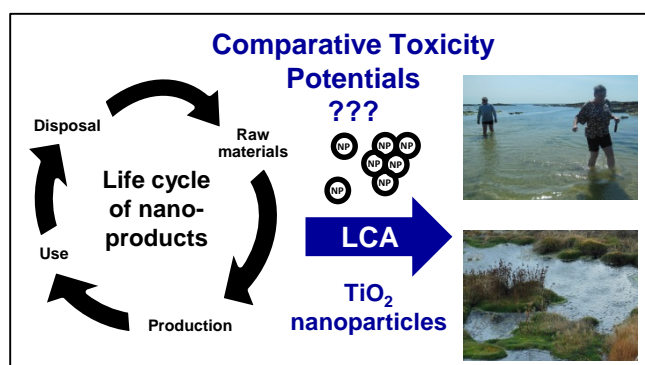 Comparative Toxicity
Potentials
???
Disposal
Raw
materials
Life cycle
of nano-
products
Use
Production
NP
NP NP
NP NP
NP
NP
LCA
TiO₂
nanoparticles